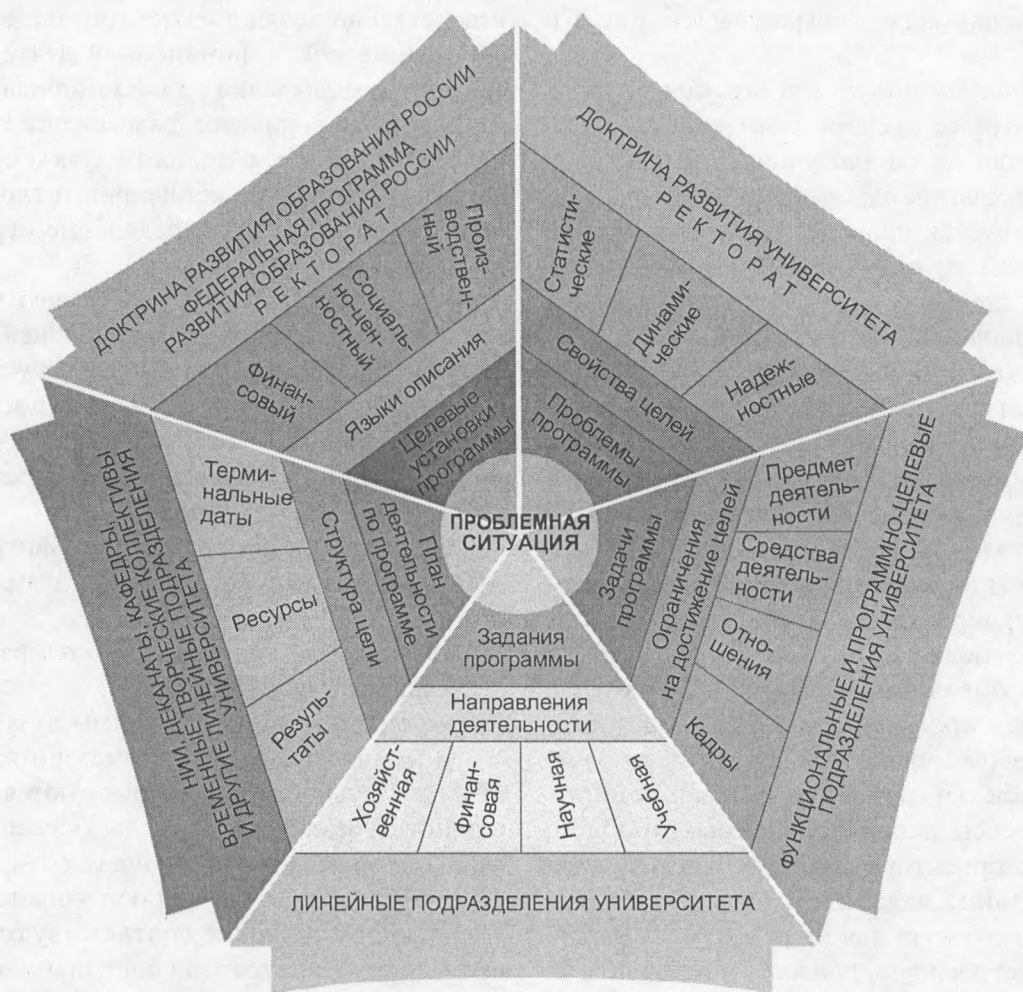 ДОКТРИНА РАЗВИТИЯ ОБРАЗОВАНИЯ РОССИИ
ФЕДЕРАЛЬНАЯ ПРОГРАММА
РАЗВИТИЯ ОБРАЗОВАНИЯ РОССИИ
РЕКТОРАТ
Финан-
совый
Социаль-
но-цен-
ностный
Произ-
водствен-
ный
Языки описания
Целевые
установки
программы
ДОКТРИНА РАЗВИТИЯ УНИВЕРСИТЕТА
РЕКТОРАТ
Статисти-
ческие
Динами-
ческие
Надеж-
ностные
Свойства целей
Проблемы
программы
ПРОБЛЕМНАЯ
СИТУАЦИЯ
ФУНКЦИОНАЛЬНЫЕ И ПРОГРАММНО-ЦЕЛЕВЫЕ
ПОДРАЗДЕЛЕНИЯ УНИВЕРСИТЕТА
Предмет
деятель-
ности
Средства
деятель-
ности
Отно-
шения
Кадры
Ограничения
на достижение целей
Задачи
программы
Задания
программы
Направления
деятельности
Хозяйст-
венная
Финан-
совая
Научная
Учебная
ЛИНЕЙНЫЕ ПОДРАЗДЕЛЕНИЯ УНИВЕРСИТЕТА
НИИ, ДЕКАНАТЫ, КАФЕДРЫ,
ВРЕМЕННЫЕ ТВОРЧЕСКИЕ КОЛЛЕКТИВЫ
И ДРУГИЕ ЛИНЕЙНЫЕ ПОДРАЗДЕЛЕНИЯ
УНИВЕРСИТЕТА
Терми-
нальные
даты
Ресурсы
Реуль-
таты
Структура цепи
План
деятельности
по программе